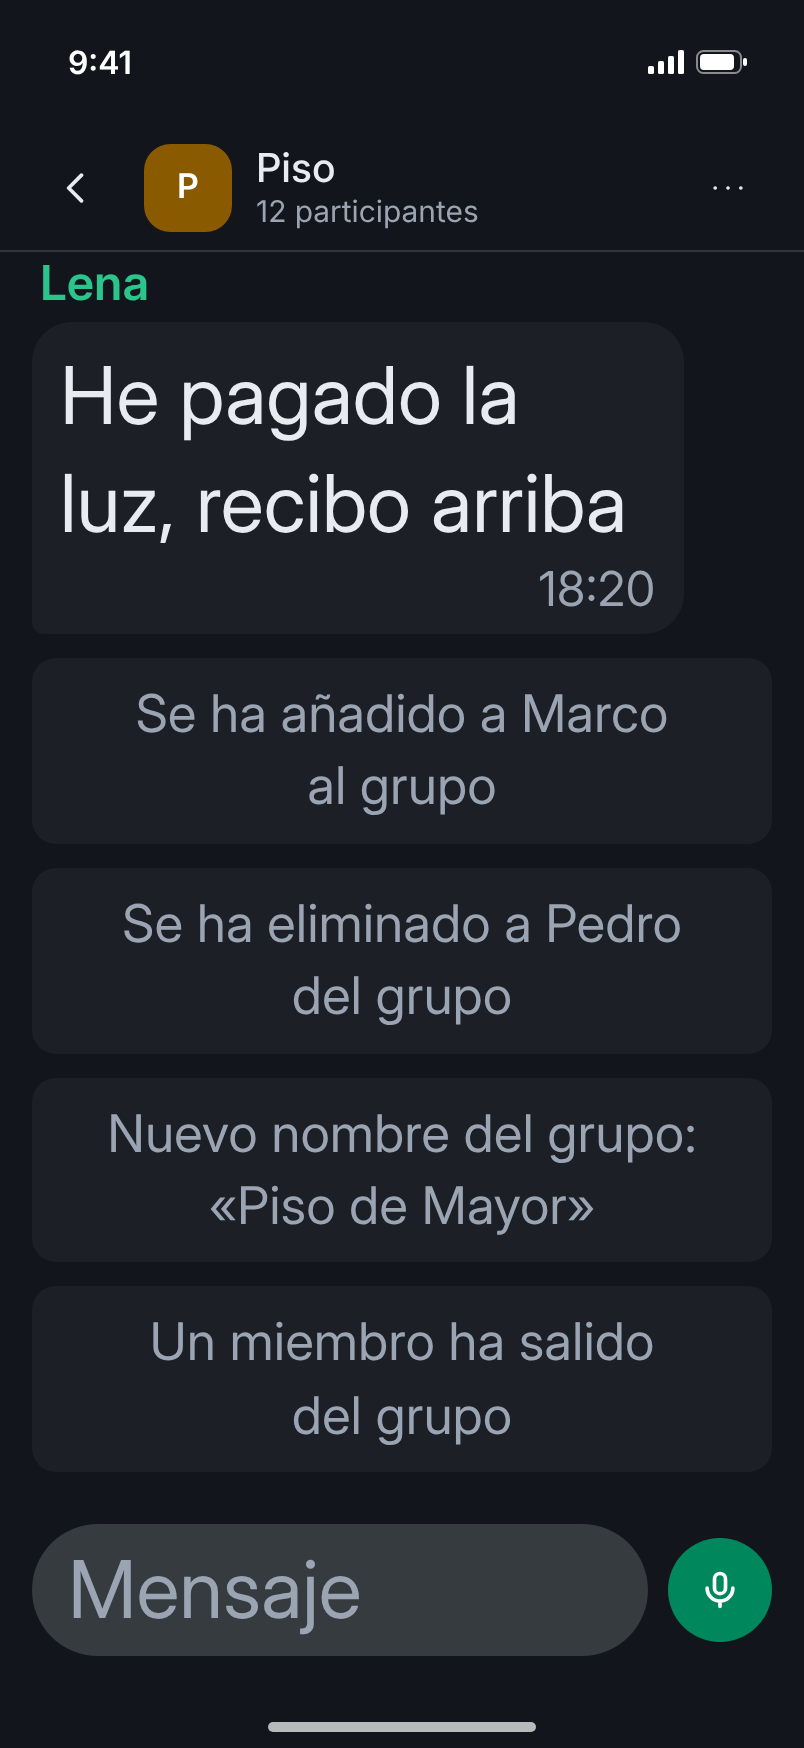 9:41
P
Piso
12 participantes
Lena
He pagado la
luz, recibo arriba
18:20
Se ha añadido a Marco
al grupo
Se ha eliminado a Pedro
del grupo
Nuevo nombre del grupo:
«Piso de Mayor»
Un miembro ha salido
del grupo
Mensaje